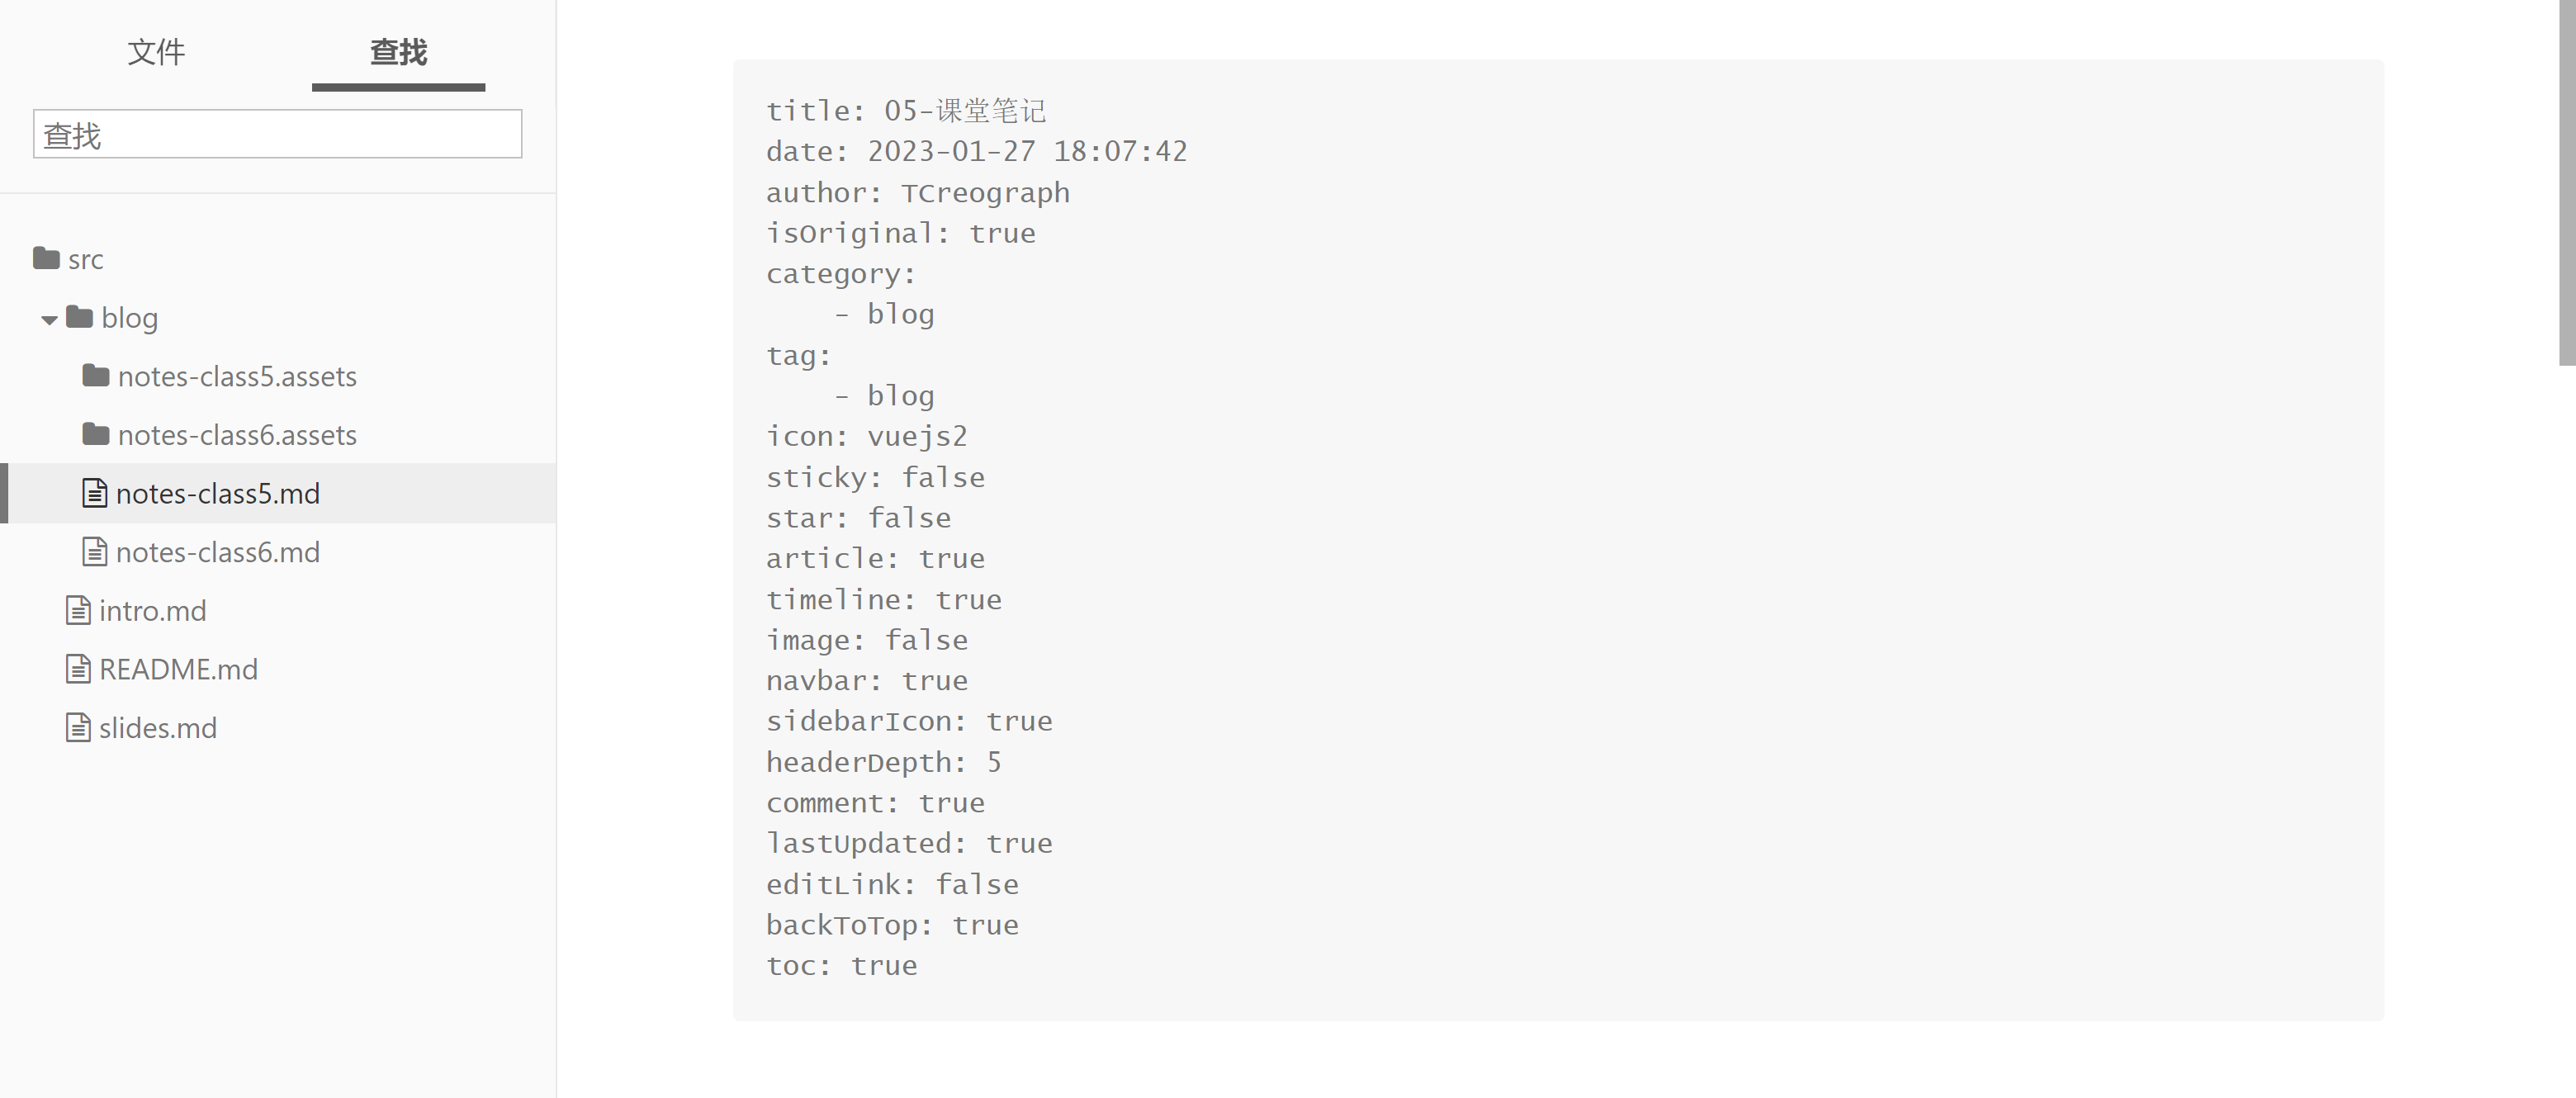 文件
查找
查找
src
blog
notes-class5.assets
notes-class6.assets
notes-class5.md
notes-class6.md
intro.md
README.md
slides.md
title: 05-课堂笔记
date: 2023-01-27 18:07:42
author: TCreograph
isOriginal: true
category:
    - blog
tag:
    - blog
icon: vuejs2
sticky: false
star: false
article: true
timeline: true
image: false
navbar: true
sidebarIcon: true
headerDepth: 5
comment: true
lastUpdated: true
editLink: false
backToTop: true
toc: true